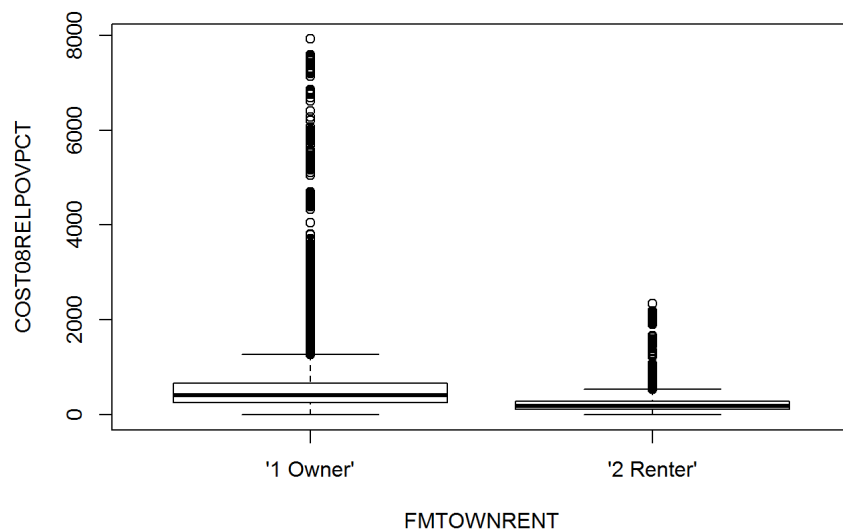 8000
6000
4000
2000
0
COST08RELPOVPCT
'1 Owner'
'2 Renter'
FMTOWNRENT